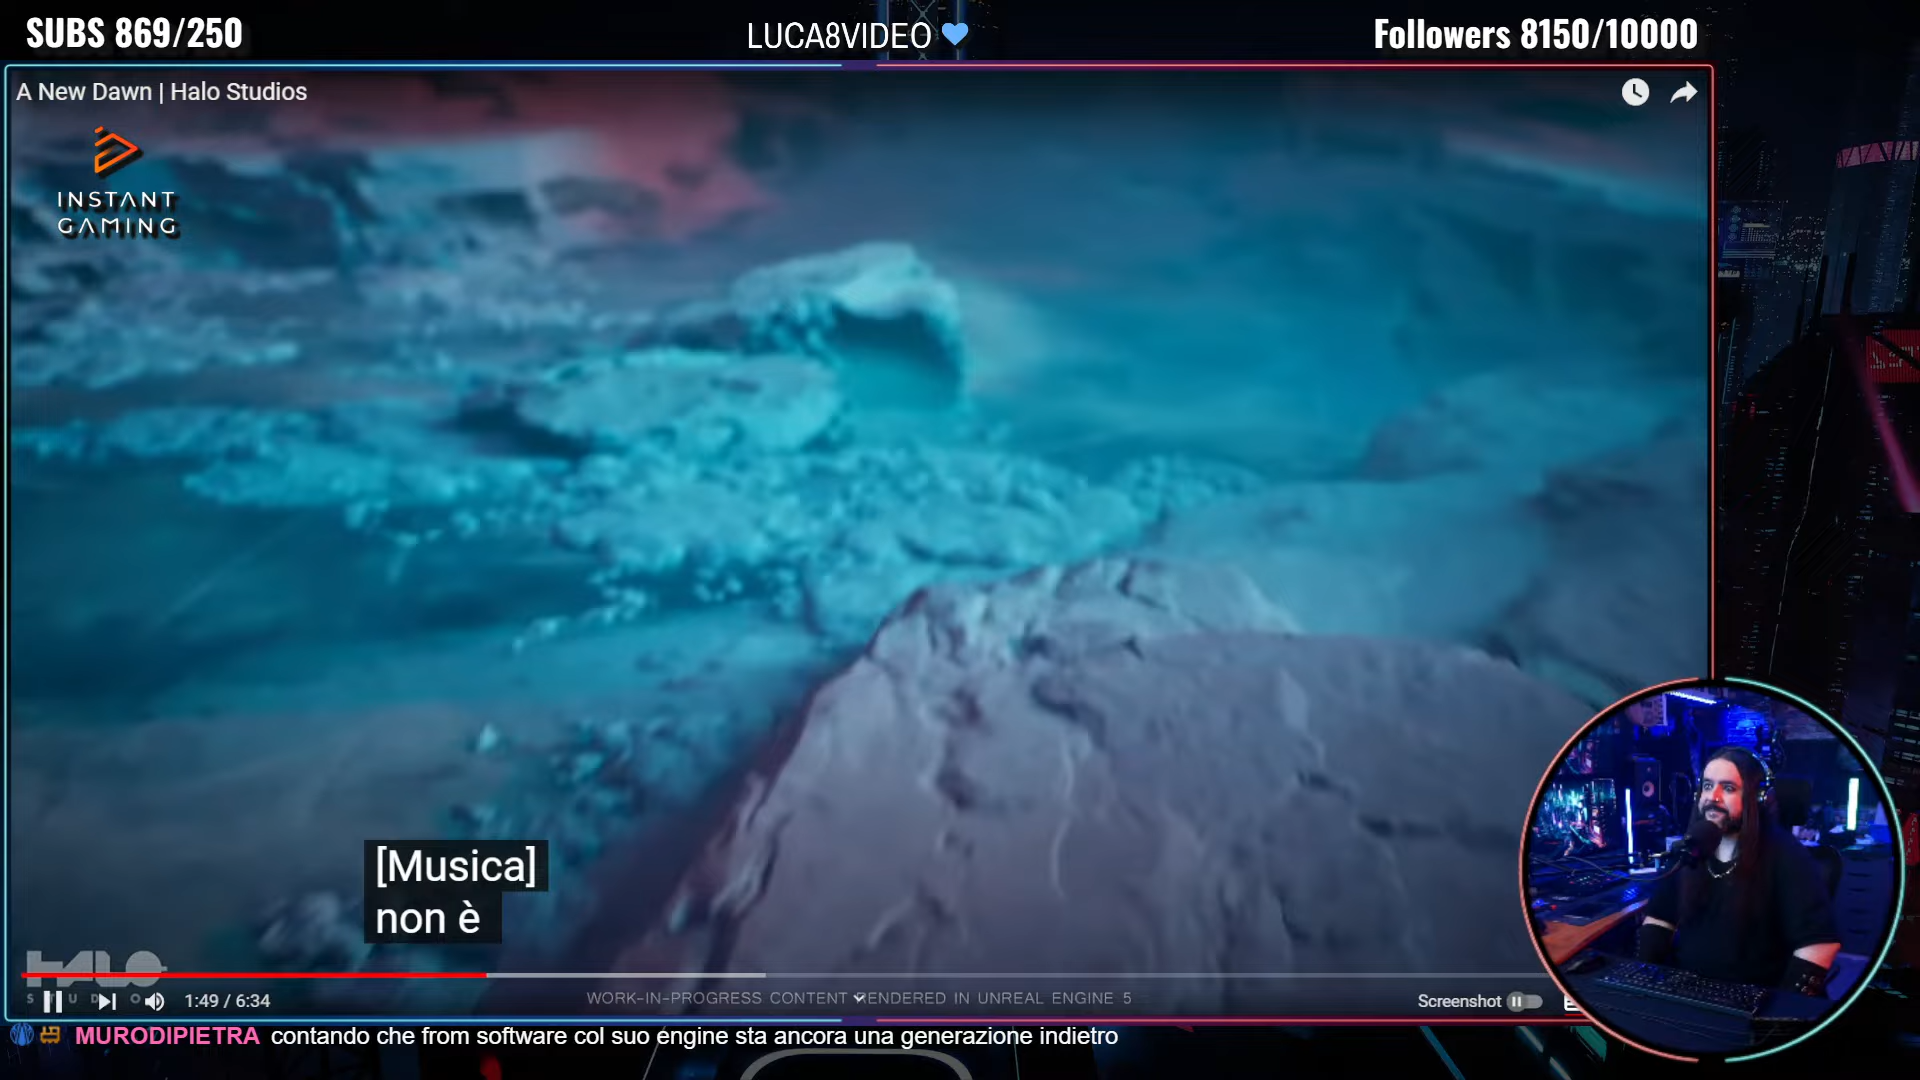 SUBS 869/250
LUCA8VIDEO
Followers 8150/10000
A New Dawn | Halo Studios
INSTANT
GAMING
[Musica]
non è
HALO
STUDIOS
1:49 / 6:34
WORK-IN-PROGRESS CONTENT RENDERED IN UNREAL ENGINE 5
Screenshot
MURODIPIETRA contando che from software col suo engine sta ancora una generazione indietro